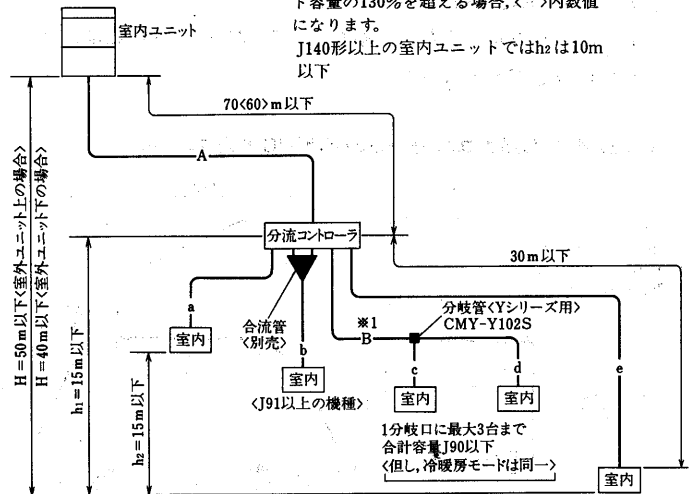 ド容量の130%を超える場合,< >内数値
になります。
J140形以上の室内ユニットではh₂は10m
以下
室内ユニット
70<60>m以下
A
H=50m以下<室外ユニット上の場合>
H=40m以下<室外ユニット下の場合>
分流コントローラ
30m以下
h₁=15m以下
a
合流管
<別売>
b
※1
B
分岐管<Yシリーズ用>
CMY-Y102S
c
d
e
室内
室内
<J91以上の機種>
室内
室内
h₂=15m以下
1分岐口に最大3台まで
合計容量J90以下
<但し,冷暖房モードは同一>
室内